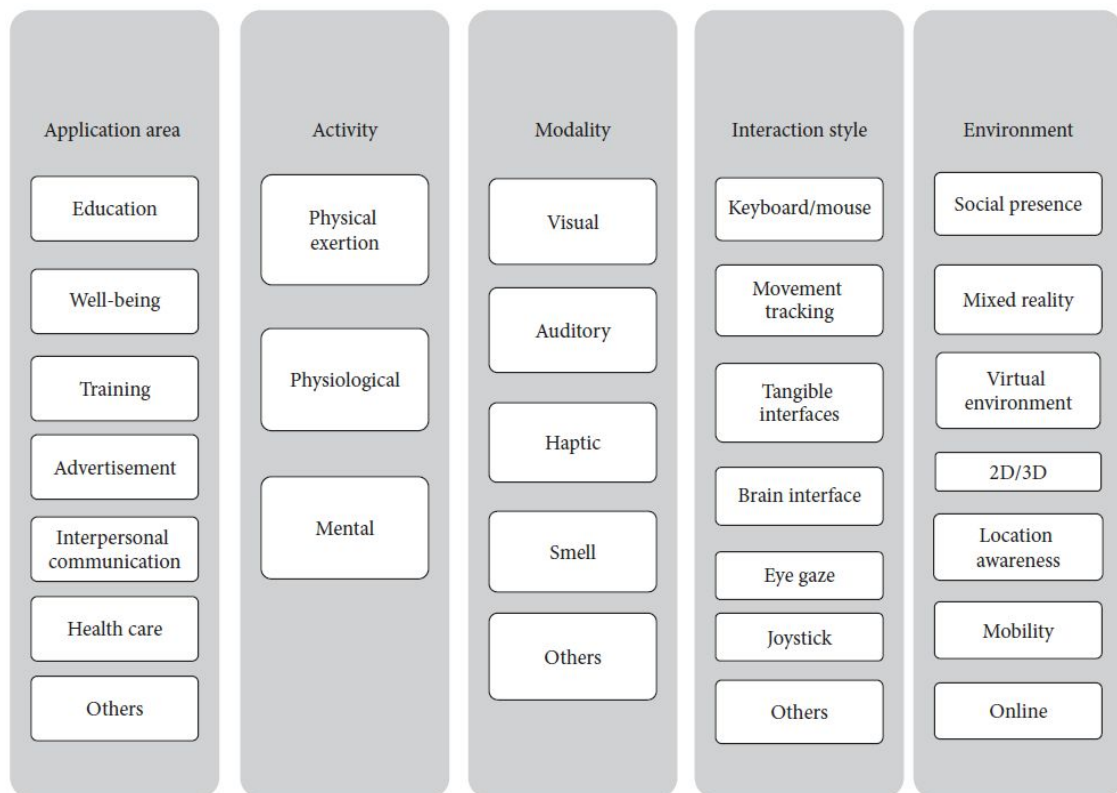 Application area
Education
Well-being
Training
Advertisement
Interpersonal
communication
Health care
Others
Activity
Physical
exertion
Physiological
Mental
Modality
Visual
Auditory
Haptic
Smell
Others
Interaction style
Keyboard/mouse
Movement
tracking
Tangible
interfaces
Brain interface
Eye gaze
Joystick
Others
Environment
Social presence
Mixed reality
Virtual
environment
2D/3D
Location
awareness
Mobility
Online